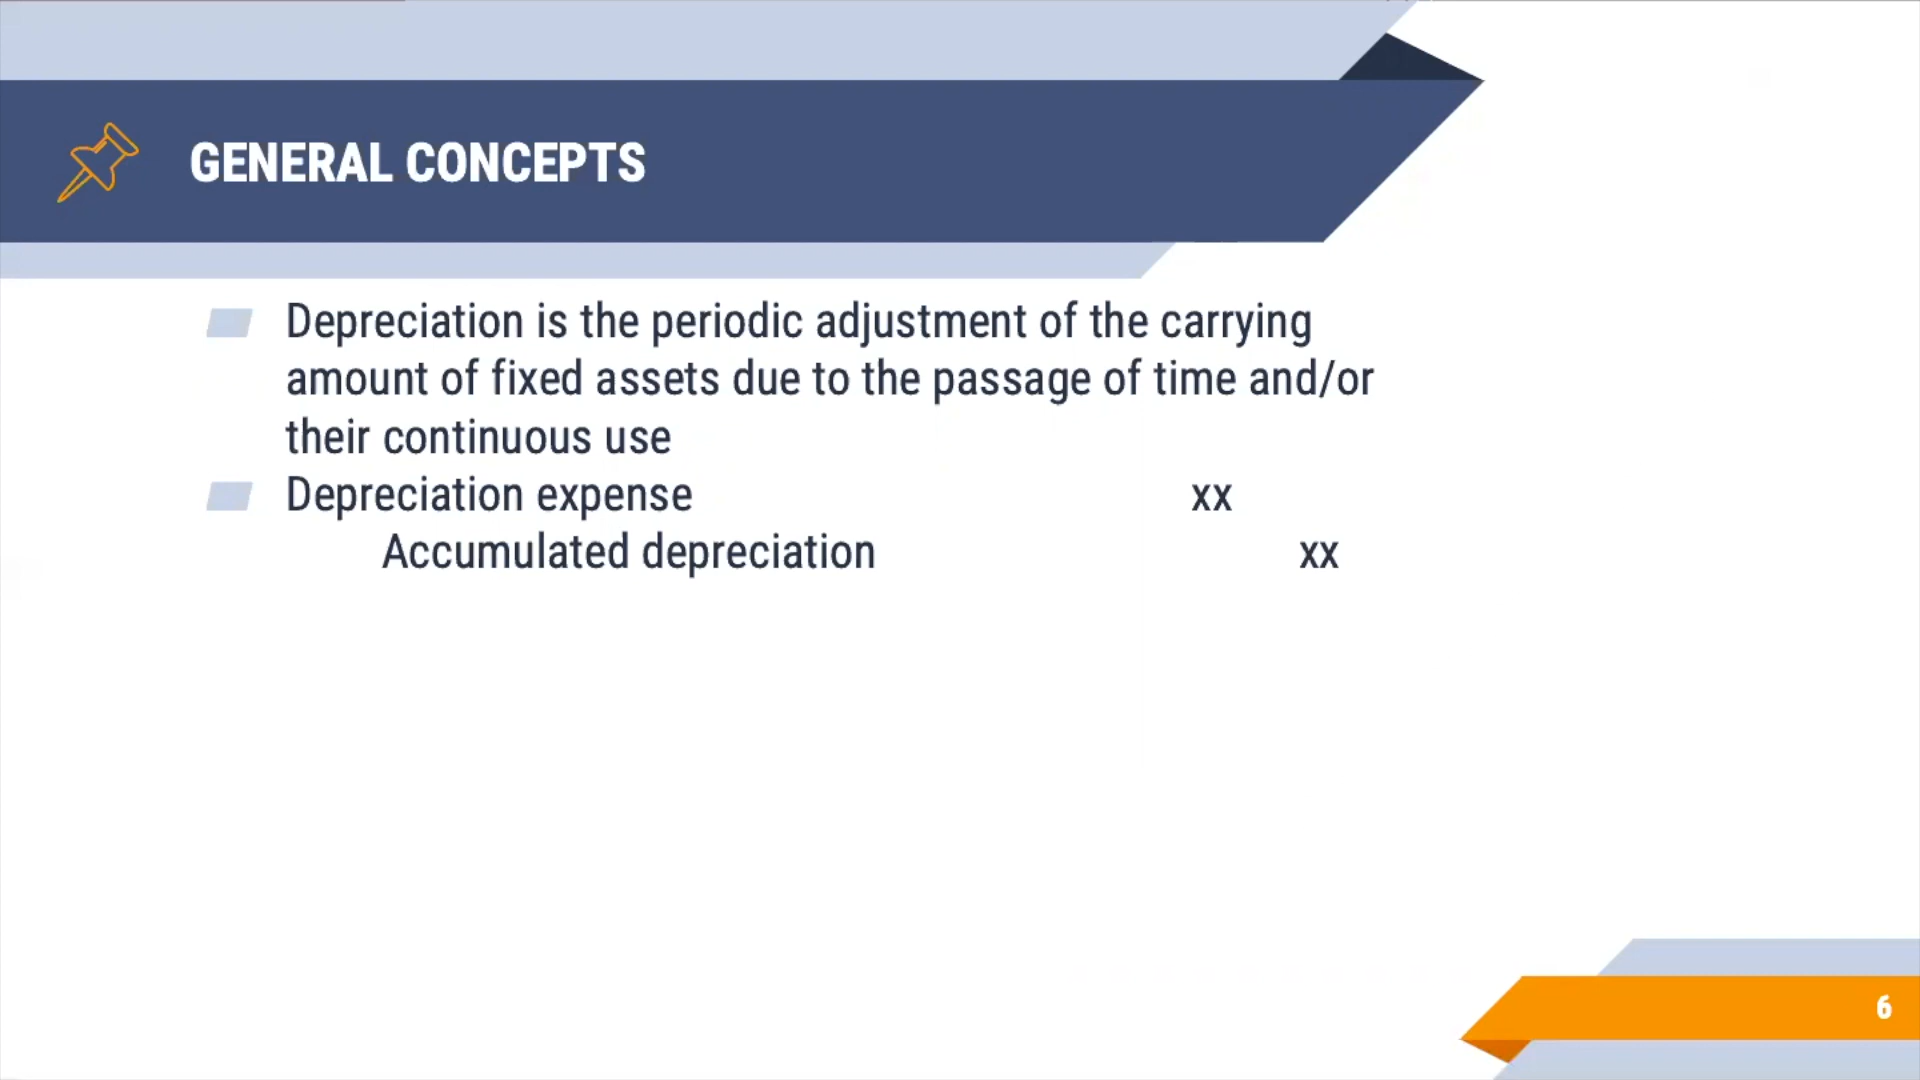 GENERAL CONCEPTS
Depreciation is the periodic adjustment of the carrying
amount of fixed assets due to the passage of time and/or
their continuous use
Depreciation expense xx
Accumulated depreciation xx
6